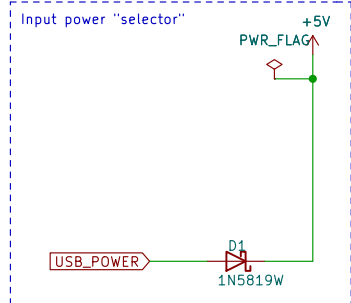 Input power "selector"
+5V
PWR_FLAG
D1
USB_POWER
1N5819W